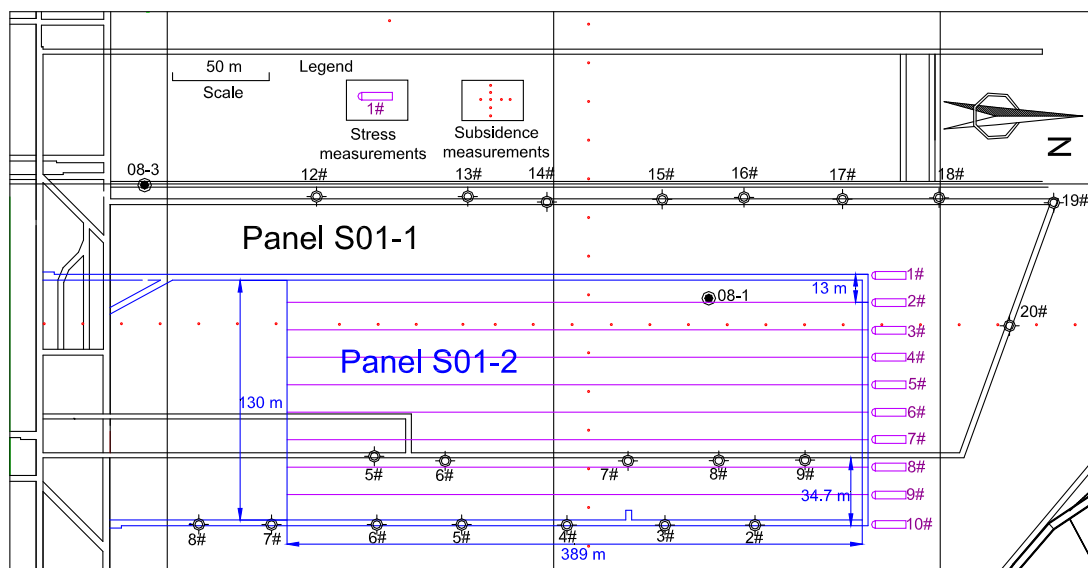 50 m
Legend
Scale
1#
Stress
measurements
Subsidence
measurements
N
08-3
12#
13#
14#
15#
16#
17#
18#
19#
Panel S01-1
1#
13 m
08-1
2#
20#
3#
Panel S01-2
4#
5#
130 m
6#
7#
5#
6#
7#
8#
9#
8#
34.7 m
9#
8#
7#
6#
5#
4#
3#
2#
10#
389 m